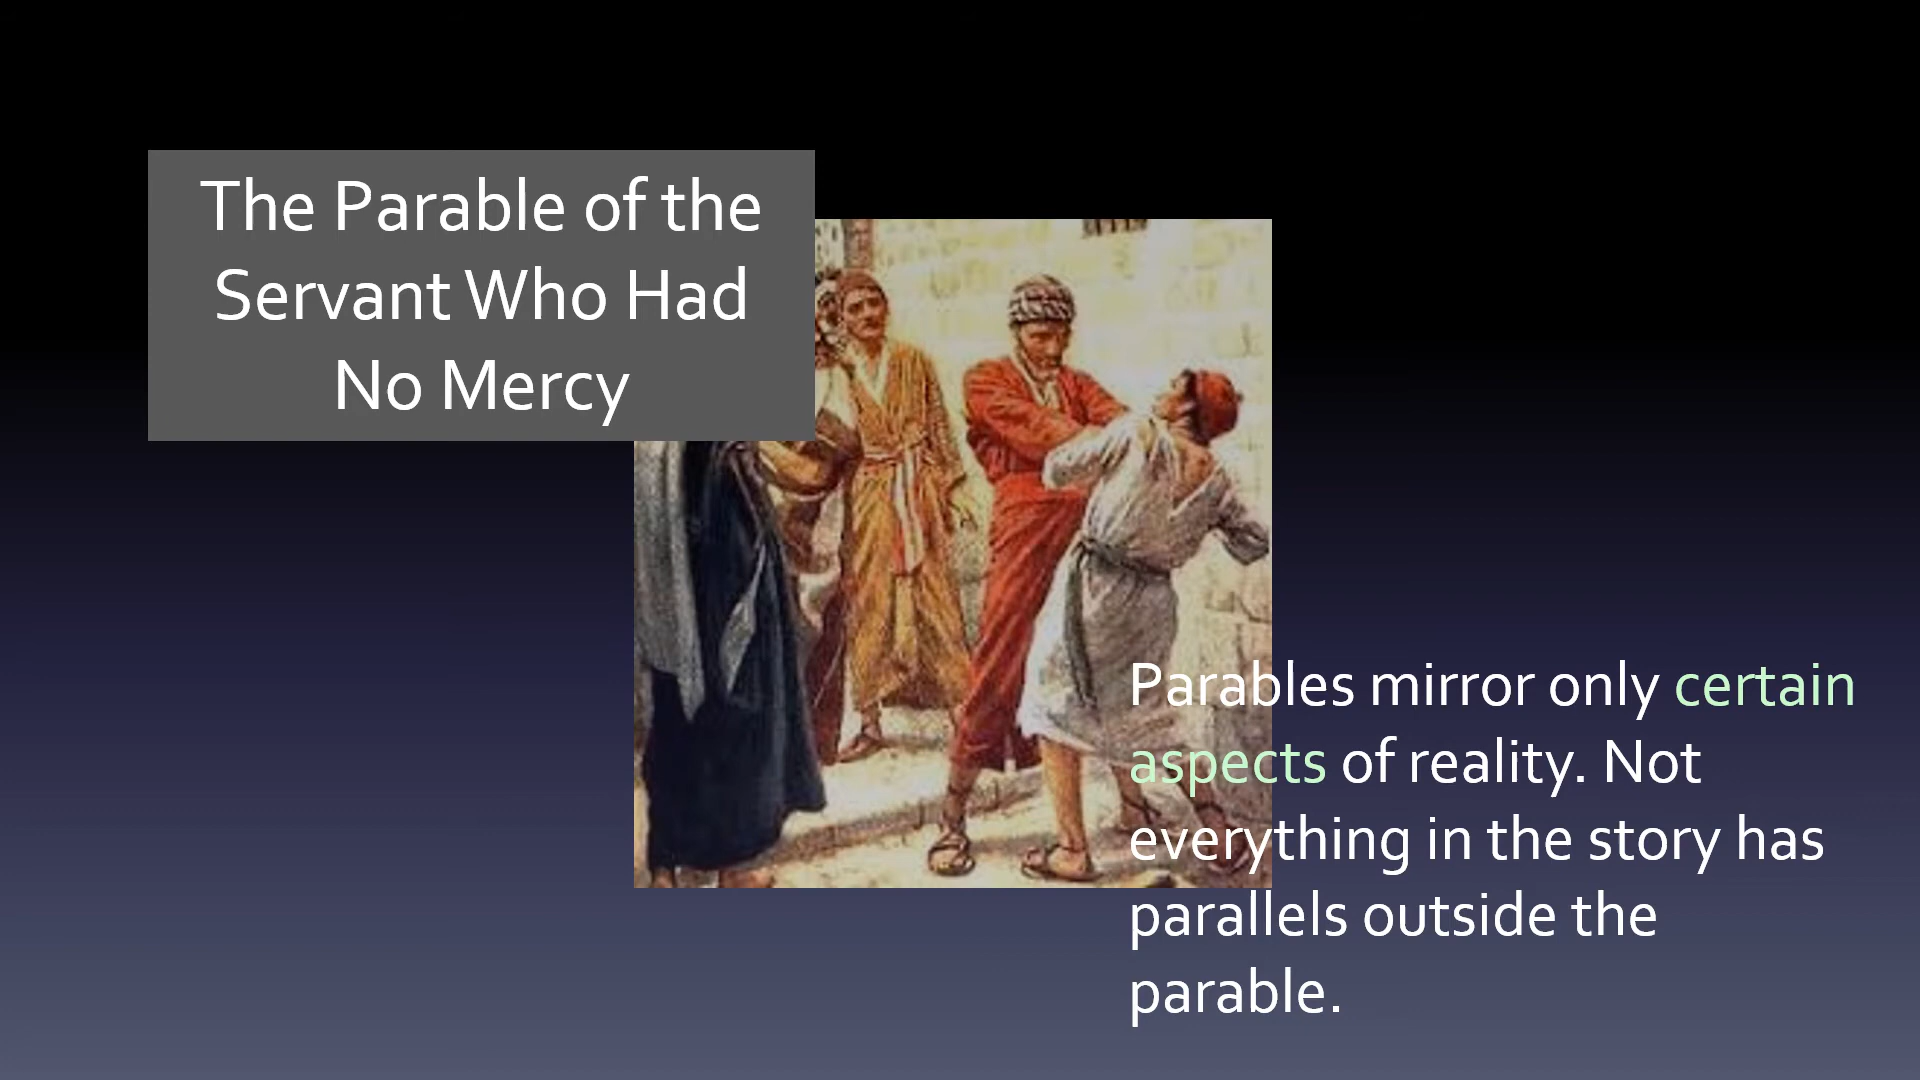 The Parable of the
Servant Who Had
No Mercy
Parables mirror only certain
aspects of reality. Not
everything in the story has
parallels outside the
parable.